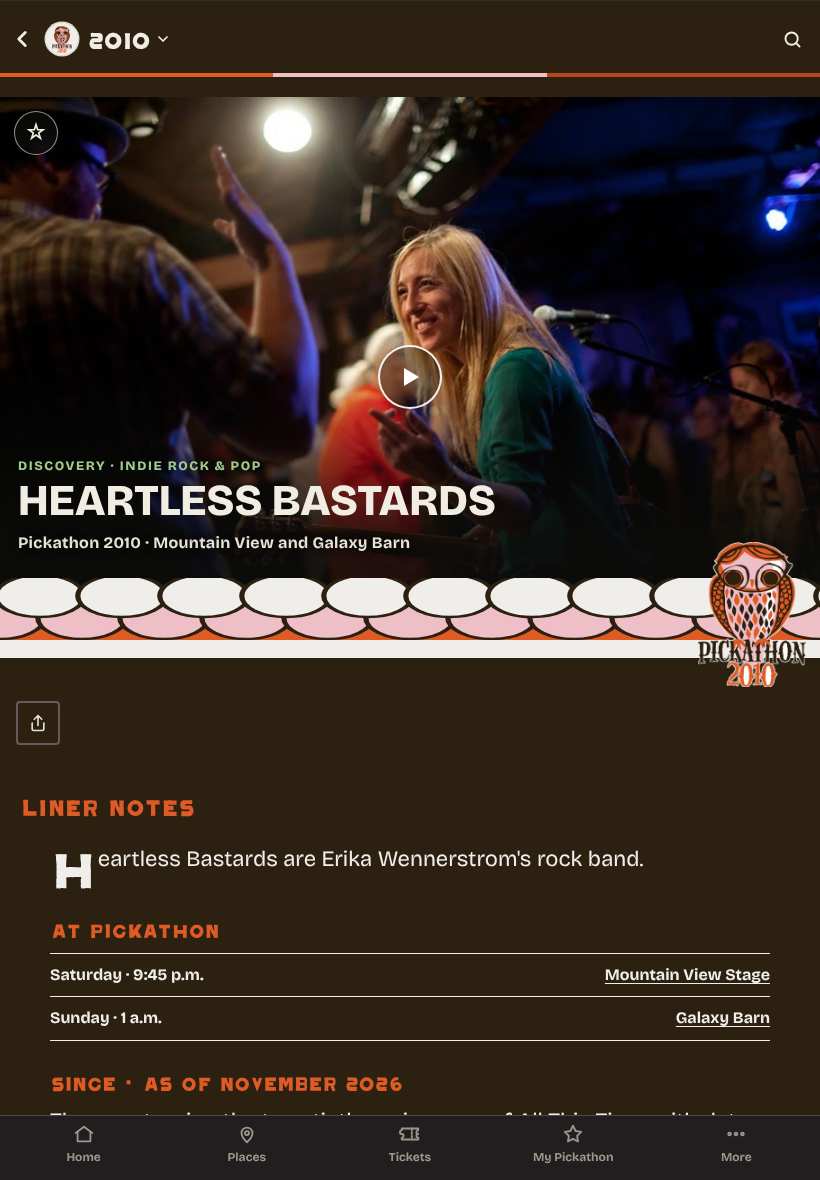 2010
DISCOVERY · INDIE ROCK & POP
HEARTLESS BASTARDS
Pickathon 2010 · Mountain View and Galaxy Barn
PICKATHON
2010
LINER NOTES
Heartless Bastards are Erika Wennerstrom's rock band.
AT PICKATHON
Saturday · 9:45 p.m. Mountain View Stage
Sunday · 1 a.m. Galaxy Barn
SINCE · AS OF NOVEMBER 2026
Home Places Tickets My Pickathon More